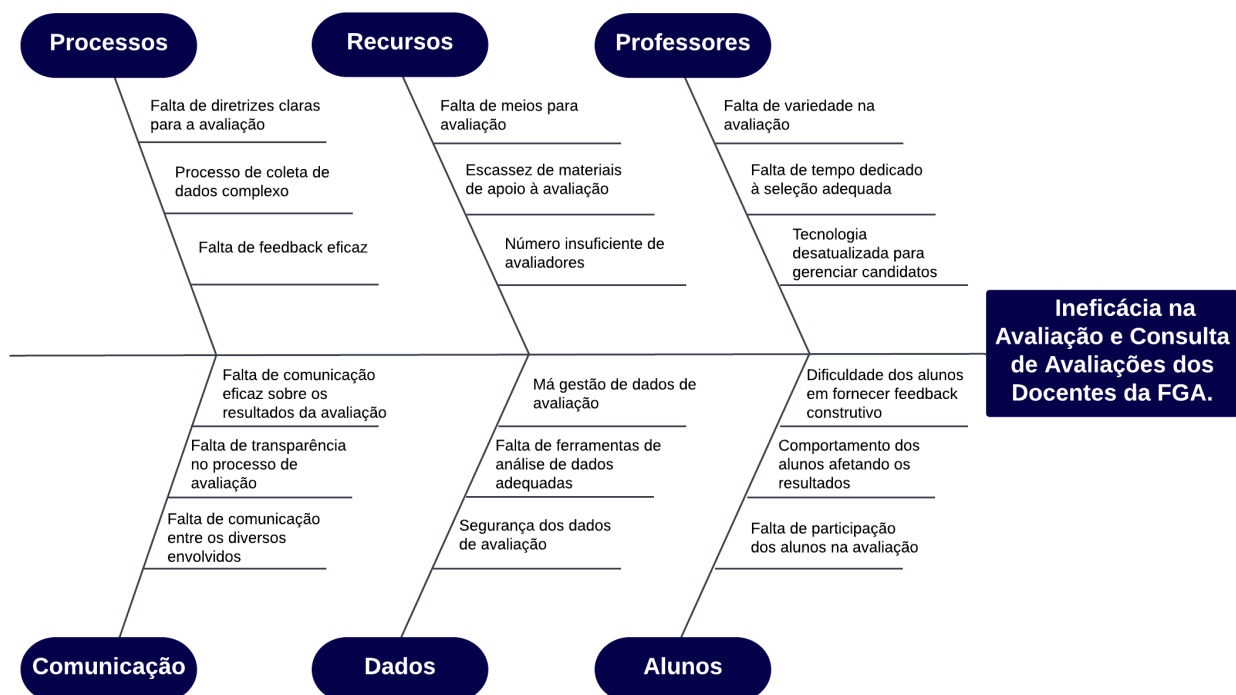 Processos
Recursos
Professores
Falta de diretrizes claras
para a avaliação
Processo de coleta de
dados complexo
Falta de feedback eficaz
Falta de meios para
avaliação
Escassez de materiais
de apoio à avaliação
Número insuficiente de
avaliadores
Falta de variedade na
avaliação
Falta de tempo dedicado
à seleção adequada
Tecnologia
desatualizada para
gerenciar candidatos
Ineficácia na
Avaliação e Consulta
de Avaliações dos
Docentes da FGA.
Falta de comunicação
eficaz sobre os
resultados da avaliação
Falta de transparência
no processo de
avaliação
Falta de comunicação
entre os diversos
envolvidos
Má gestão de dados de
avaliação
Falta de ferramentas de
análise de dados
adequadas
Segurança dos dados
de avaliação
Dificuldade dos alunos
em fornecer feedback
construtivo
Comportamento dos
alunos afetando os
resultados
Falta de participação
dos alunos na avaliação
Comunicação
Dados
Alunos